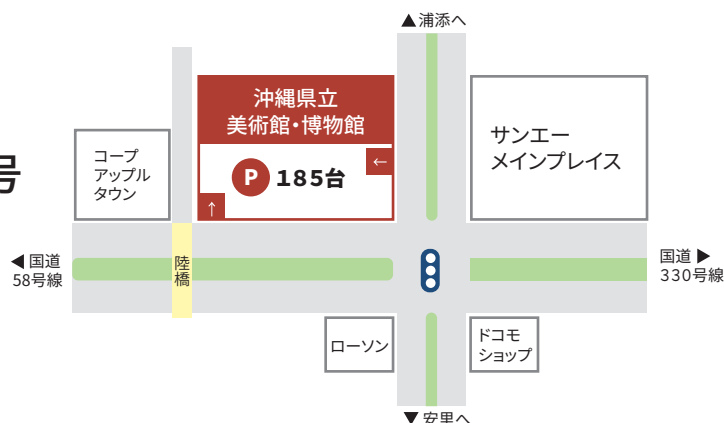 ▲浦添へ
沖縄県立
美術館・博物館
P 185台
←
↑
サンエー
メインプレイス
コープ
アップル
タウン
号
◀国道
58号線
陸橋
国道▶
330号線
ローソン
ドコモ
ショップ
▼安里へ